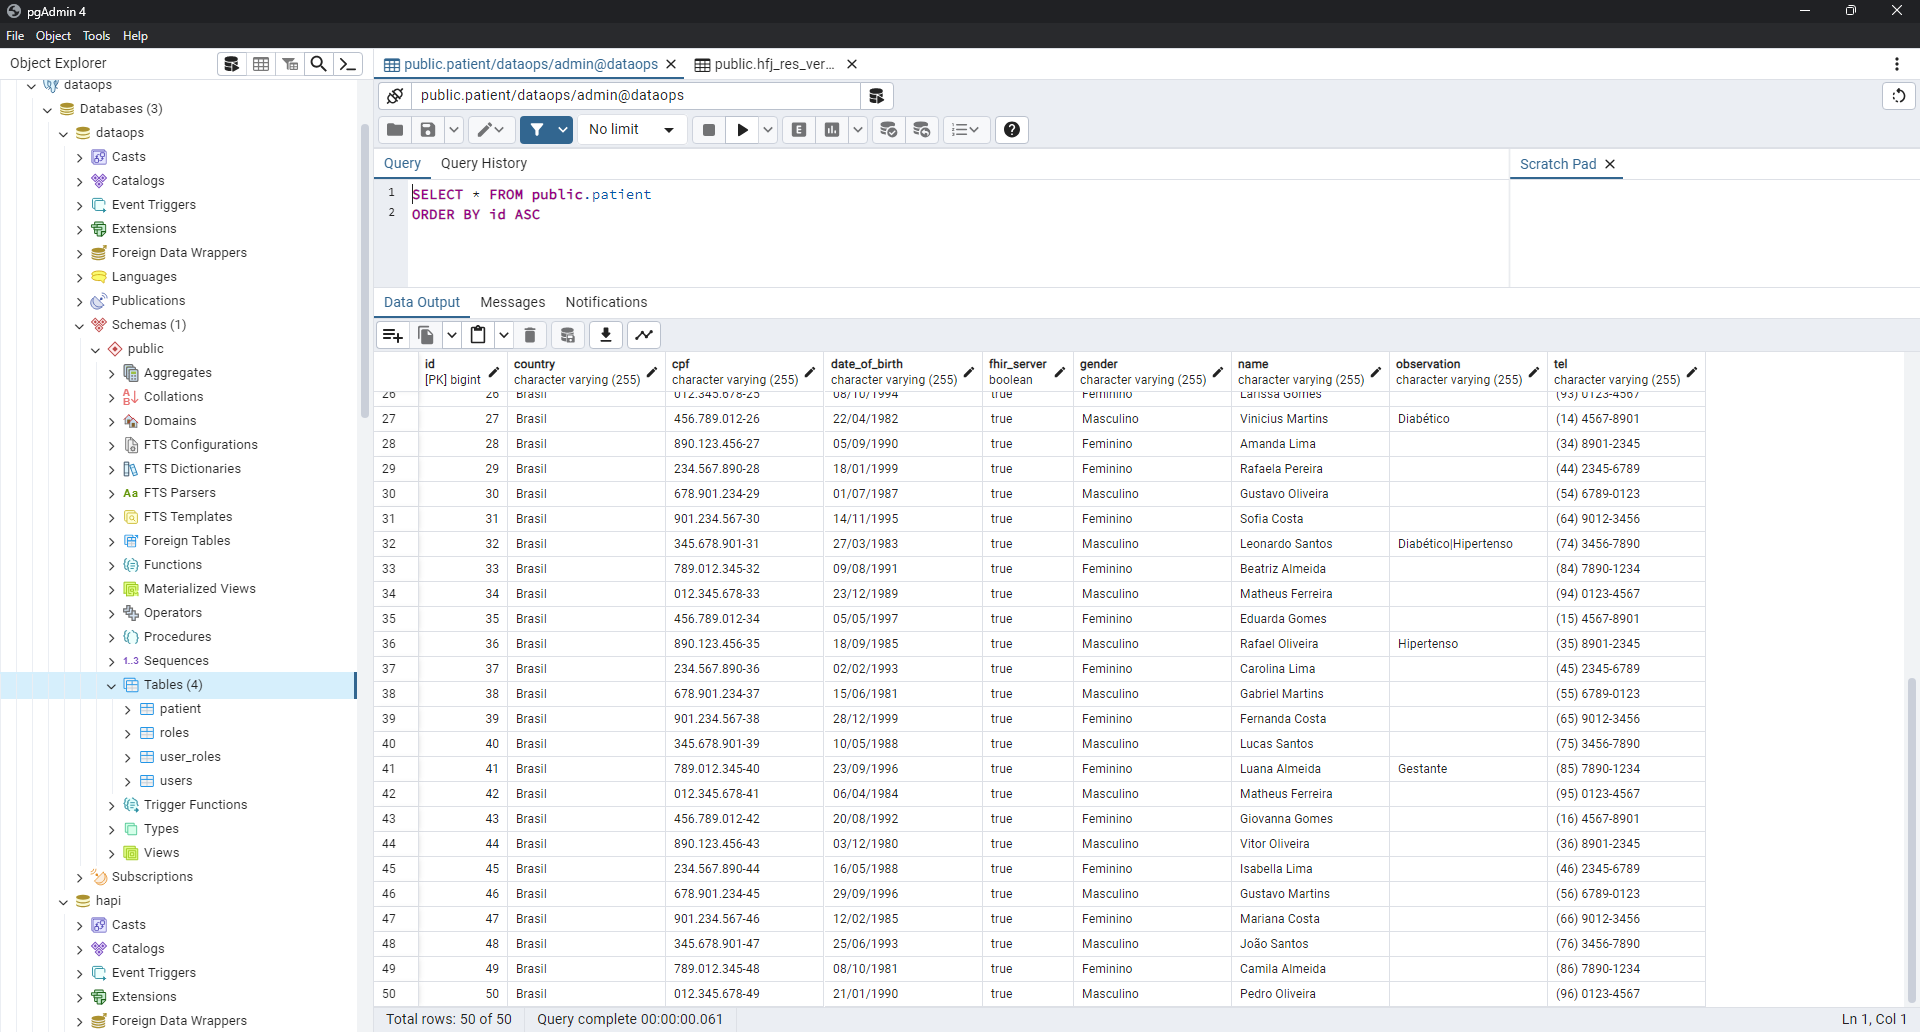 pgAdmin 4
File Object Tools Help
Object Explorer
dataops
Databases (3)
dataops
Casts
Catalogs
Event Triggers
Extensions
Foreign Data Wrappers
Languages
Publications
Schemas (1)
public
Aggregates
Collations
Domains
FTS Configurations
FTS Dictionaries
Aa FTS Parsers
FTS Templates
Foreign Tables
Functions
Materialized Views
Operators
Procedures
1..3 Sequences
Tables (4)
patient
roles
user_roles
users
Trigger Functions
Types
Views
Subscriptions
hapi
Casts
Catalogs
Event Triggers
Extensions
Foreign Data Wrappers
public.patient/dataops/admin@dataops public.hfj_res_ver...
public.patient/dataops/admin@dataops
No limit E
Query Query History
Scratch Pad
1 SELECT * FROM public.patient
2 ORDER BY id ASC
Data Output Messages Notifications
id country cpf date_of_birth fhir_server gender name observation tel
[PK] bigint character varying (255) character varying (255) character varying (255) boolean character varying (255) character varying (255) character varying (255) character varying (255)
26 26 Brasil 012.345.678-25 08/10/1994 true Feminino Larissa Gomes (93) 0123-4567
27 27 Brasil 456.789.012-26 22/04/1982 true Masculino Vinicius Martins Diabético (14) 4567-8901
28 28 Brasil 890.123.456-27 05/09/1990 true Feminino Amanda Lima (34) 8901-2345
29 29 Brasil 234.567.890-28 18/01/1999 true Feminino Rafaela Pereira (44) 2345-6789
30 30 Brasil 678.901.234-29 01/07/1987 true Masculino Gustavo Oliveira (54) 6789-0123
31 31 Brasil 901.234.567-30 14/11/1995 true Feminino Sofia Costa (64) 9012-3456
32 32 Brasil 345.678.901-31 27/03/1983 true Masculino Leonardo Santos Diabético|Hipertenso (74) 3456-7890
33 33 Brasil 789.012.345-32 09/08/1991 true Feminino Beatriz Almeida (84) 7890-1234
34 34 Brasil 012.345.678-33 23/12/1989 true Masculino Matheus Ferreira (94) 0123-4567
35 35 Brasil 456.789.012-34 05/05/1997 true Feminino Eduarda Gomes (15) 4567-8901
36 36 Brasil 890.123.456-35 18/09/1985 true Masculino Rafael Oliveira Hipertenso (35) 8901-2345
37 37 Brasil 234.567.890-36 02/02/1993 true Feminino Carolina Lima (45) 2345-6789
38 38 Brasil 678.901.234-37 15/06/1981 true Masculino Gabriel Martins (55) 6789-0123
39 39 Brasil 901.234.567-38 28/12/1999 true Feminino Fernanda Costa (65) 9012-3456
40 40 Brasil 345.678.901-39 10/05/1988 true Masculino Lucas Santos (75) 3456-7890
41 41 Brasil 789.012.345-40 23/09/1996 true Feminino Luana Almeida Gestante (85) 7890-1234
42 42 Brasil 012.345.678-41 06/04/1984 true Masculino Matheus Ferreira (95) 0123-4567
43 43 Brasil 456.789.012-42 20/08/1992 true Feminino Giovanna Gomes (16) 4567-8901
44 44 Brasil 890.123.456-43 03/12/1980 true Masculino Vitor Oliveira (36) 8901-2345
45 45 Brasil 234.567.890-44 16/05/1988 true Feminino Isabella Lima (46) 2345-6789
46 46 Brasil 678.901.234-45 29/09/1996 true Masculino Gustavo Martins (56) 6789-0123
47 47 Brasil 901.234.567-46 12/02/1985 true Feminino Mariana Costa (66) 9012-3456
48 48 Brasil 345.678.901-47 25/06/1993 true Masculino João Santos (76) 3456-7890
49 49 Brasil 789.012.345-48 08/10/1981 true Feminino Camila Almeida (86) 7890-1234
50 50 Brasil 012.345.678-49 21/01/1990 true Masculino Pedro Oliveira (96) 0123-4567
Total rows: 50 of 50 Query complete 00:00:00.061 Ln 1, Col 1